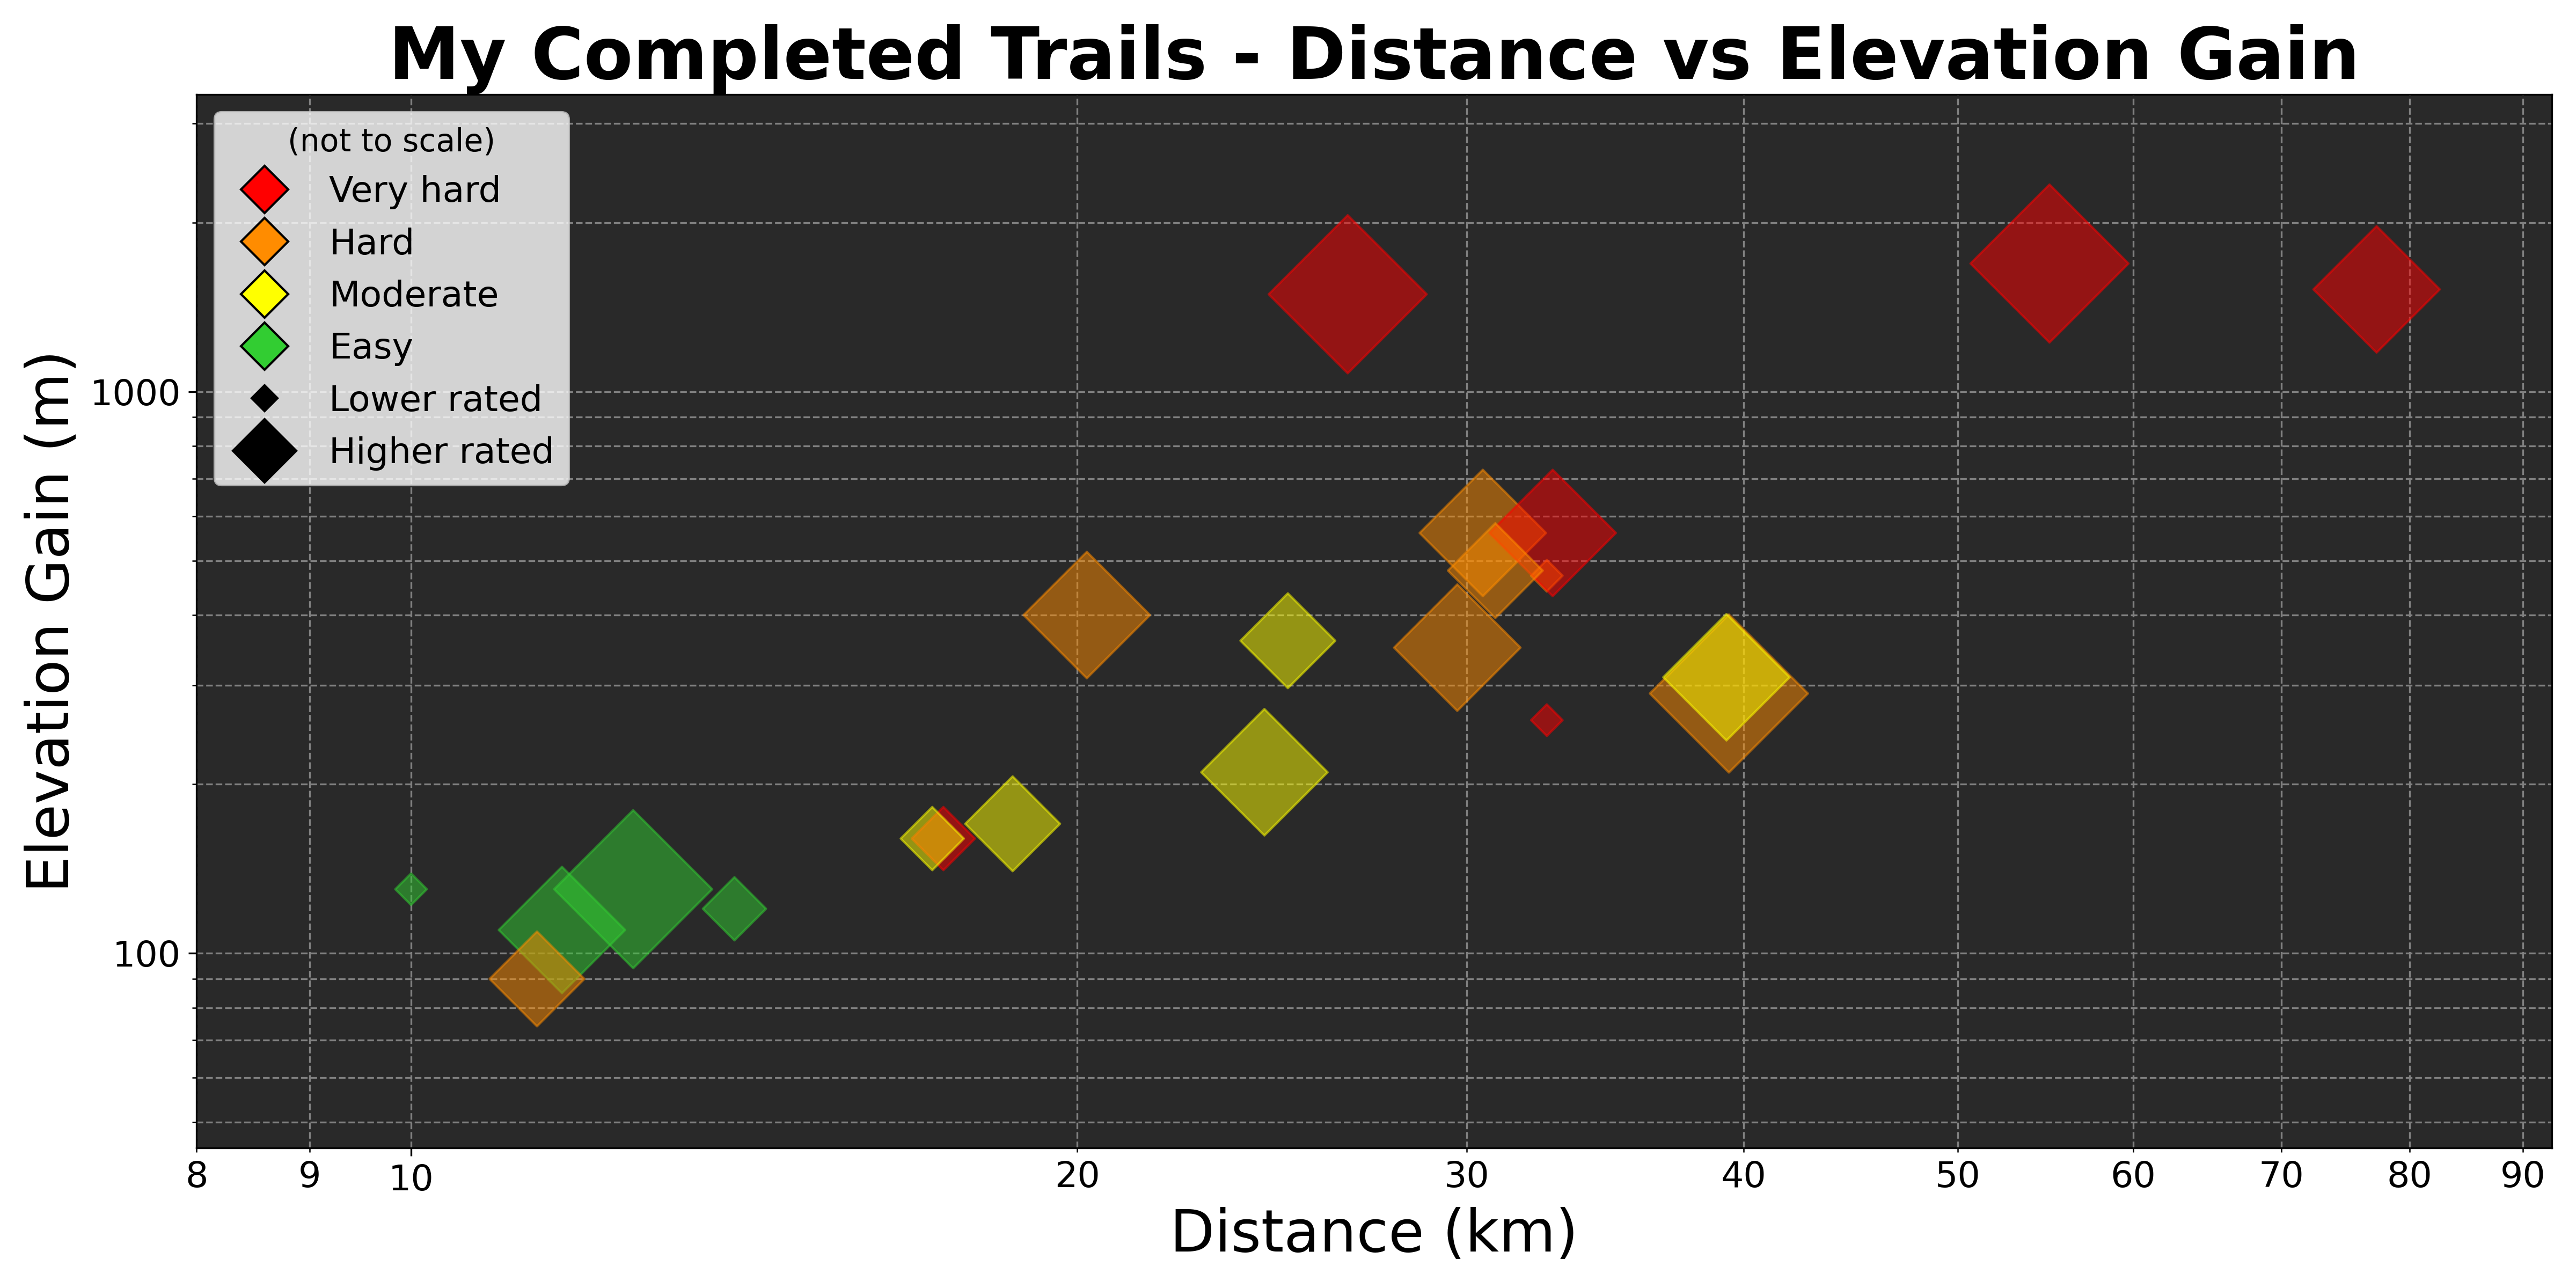 My Completed Trails - Distance vs Elevation Gain
(not to scale)
Very hard
Hard
Moderate
Easy
Lower rated
Higher rated
Elevation Gain (m)
1000
100
8 9 10 20 30 40 50 60 70 80 90
Distance (km)